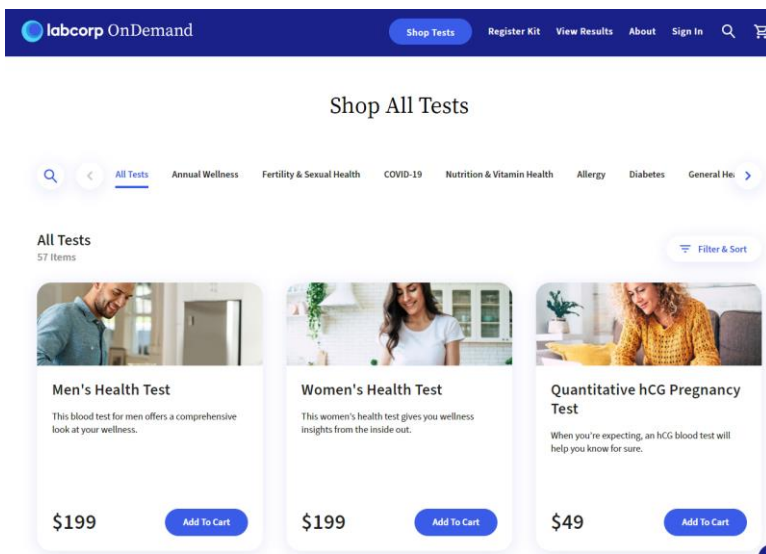 labcorp OnDemand
Shop Tests Register Kit View Results About Sign In
Shop All Tests
All Tests Annual Wellness Fertility & Sexual Health COVID-19 Nutrition & Vitamin Health Allergy Diabetes General
All Tests
57 Items
Filter & Sort
Men's Health Test
This blood test for men offers a comprehensive
look at your wellness.
$199
Add To Cart
Women's Health Test
This women's health test gives you wellness
insights from the inside out.
$199
Add To Cart
Quantitative hCG Pregnancy
Test
When you're expecting, an hCG blood test will
help you know for sure.
$49
Add To Cart